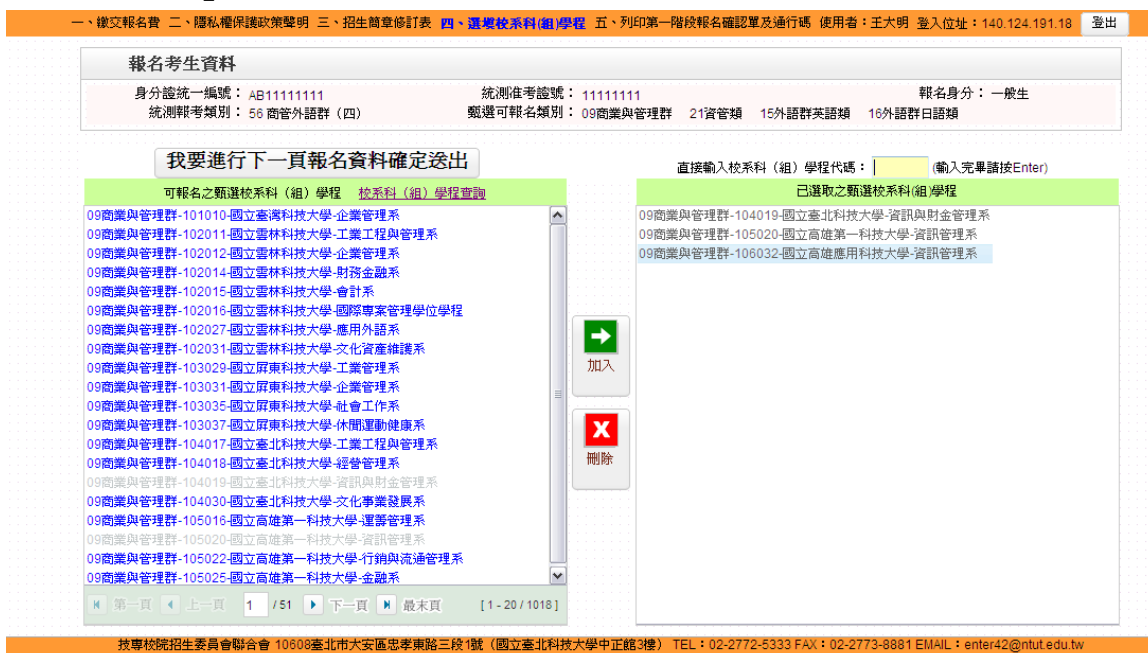 一、繳交報名費 二、隱私權保護政策聲明 三、招生簡章修訂表 四、選填校系科(組)學程 五、列印第一階段報名確認單及通行碼 使用者：王大明 登入位址：140.124.191.18 登出
報名考生資料
身分證統一編號： AB11111111 統測准考證號： 11111111 報名身分： 一般生
統測報考類別： 56 商管外語群（四） 甄選可報名類別： 09商業與管理群 21資管類 15外語群英語類 16外語群日語類
我要進行下一頁報名資料確定送出
直接輸入校系科（組）學程代碼： (輸入完畢請按Enter)
可報名之甄選校系科（組）學程 校系科（組）學程查詢
已選取之甄選校系科(組)學程
09商業與管理群-101010-國立臺灣科技大學-企業管理系
09商業與管理群-102011-國立雲林科技大學-工業工程與管理系
09商業與管理群-102012-國立雲林科技大學-企業管理系
09商業與管理群-102014-國立雲林科技大學-財務金融系
09商業與管理群-102015-國立雲林科技大學-會計系
09商業與管理群-102016-國立雲林科技大學-國際專案管理學位學程
09商業與管理群-102027-國立雲林科技大學-應用外語系
09商業與管理群-102031-國立雲林科技大學-文化資產維護系
09商業與管理群-103029-國立屏東科技大學-工業管理系
09商業與管理群-103031-國立屏東科技大學-企業管理系
09商業與管理群-103035-國立屏東科技大學-社會工作系
09商業與管理群-103037-國立屏東科技大學-休閒運動健康系
09商業與管理群-104017-國立臺北科技大學-工業工程與管理系
09商業與管理群-104018-國立臺北科技大學-經營管理系
09商業與管理群-104019-國立臺北科技大學-資訊與財金管理系
09商業與管理群-104030-國立臺北科技大學-文化事業發展系
09商業與管理群-105016-國立高雄第一科技大學-運籌管理系
09商業與管理群-105020-國立高雄第一科技大學-資訊管理系
09商業與管理群-105022-國立高雄第一科技大學-行銷與流通管理系
09商業與管理群-105025-國立高雄第一科技大學-金融系
第一頁 上一頁 1 / 51 下一頁 最末頁 [ 1 - 20 / 1018 ]
加入
刪除
09商業與管理群-104019-國立臺北科技大學-資訊與財金管理系
09商業與管理群-105020-國立高雄第一科技大學-資訊管理系
09商業與管理群-106032-國立高雄應用科技大學-資訊管理系
技專校院招生委員會聯合會 10608臺北市大安區忠孝東路三段1號（國立臺北科技大學中正館3樓） TEL：02-2772-5333 FAX：02-2773-8881 EMAIL：enter42@ntut.edu.tw